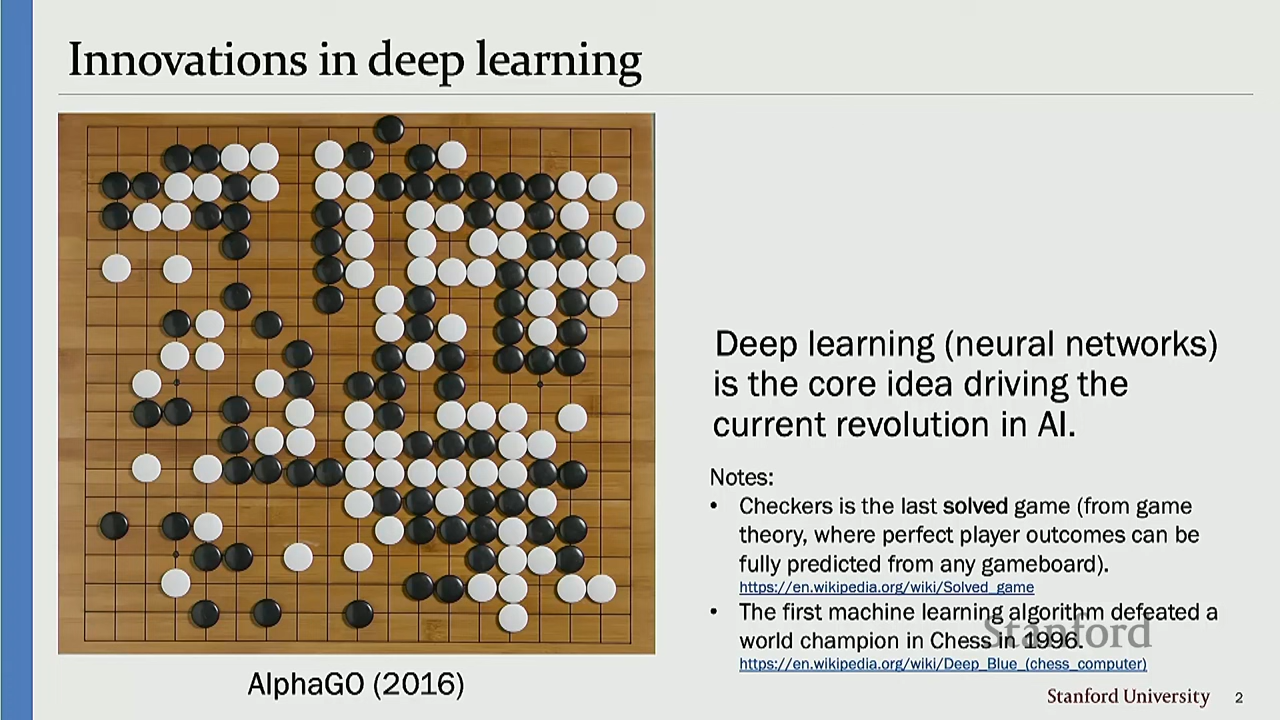 Innovations in deep learning
Deep learning (neural networks)
is the core idea driving the
current revolution in AI.
Notes:
• Checkers is the last solved game (from game
theory, where perfect player outcomes can be
fully predicted from any gameboard).
https://en.wikipedia.org/wiki/Solved_game
• The first machine learning algorithm defeated a
world champion in Chess in 1996.
https://en.wikipedia.org/wiki/Deep_Blue_(chess_computer)
AlphaGO (2016)
Stanford
Stanford University
2